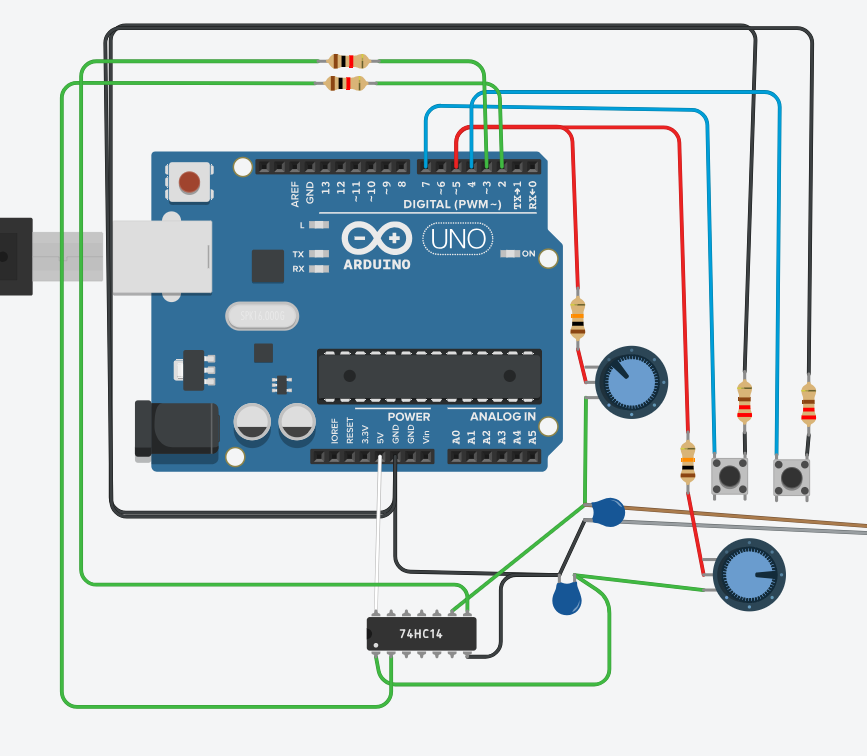 AREF
GND
13
12
~11
~10
~9
8
7
~6
~5
4
~3
2
TX→1
RX←0
DIGITAL (PWM~)
L
TX
RX
ARDUINO
UNO
ON
POWER
ANALOG IN
IOREF
RESET
3.3V
5V
GND
GND
Vin
A0
A1
A2
A3
A4
A5
74HC14